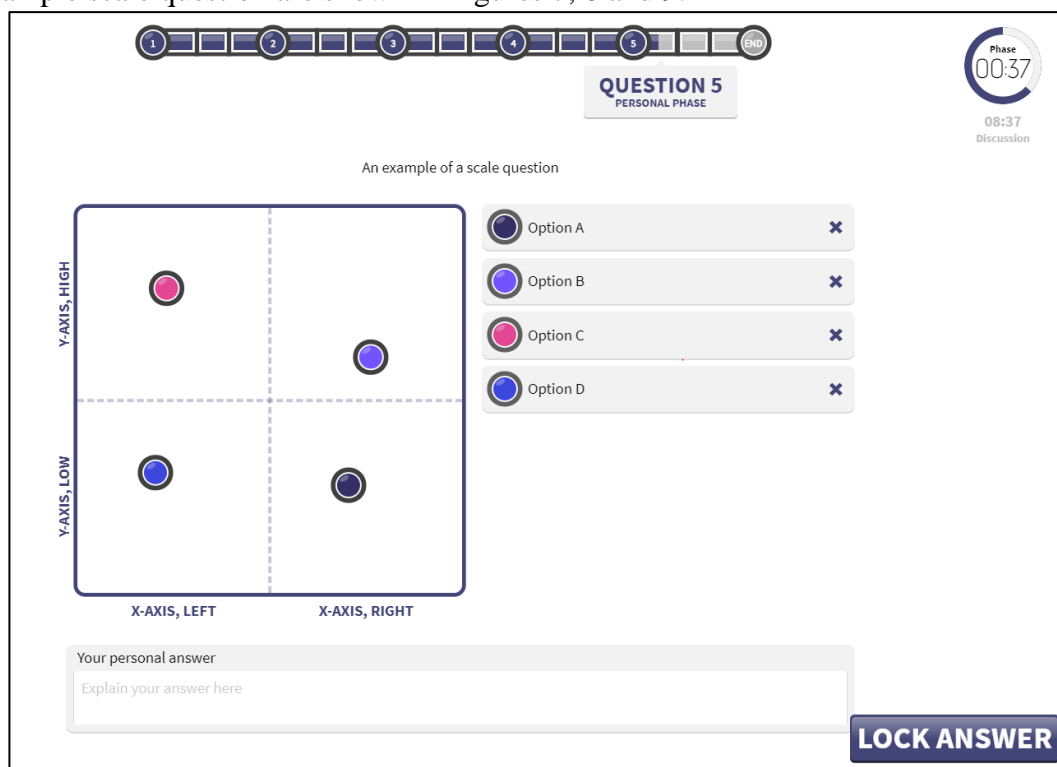 1 2 3 4 5 END
QUESTION 5
PERSONAL PHASE
Phase
00:37
08:37
Discussion
An example of a scale question
Y-AXIS, HIGH
Y-AXIS, LOW
X-AXIS, LEFT
X-AXIS, RIGHT
Option A
Option B
Option C
Option D
Your personal answer
Explain your answer here
LOCK ANSWER